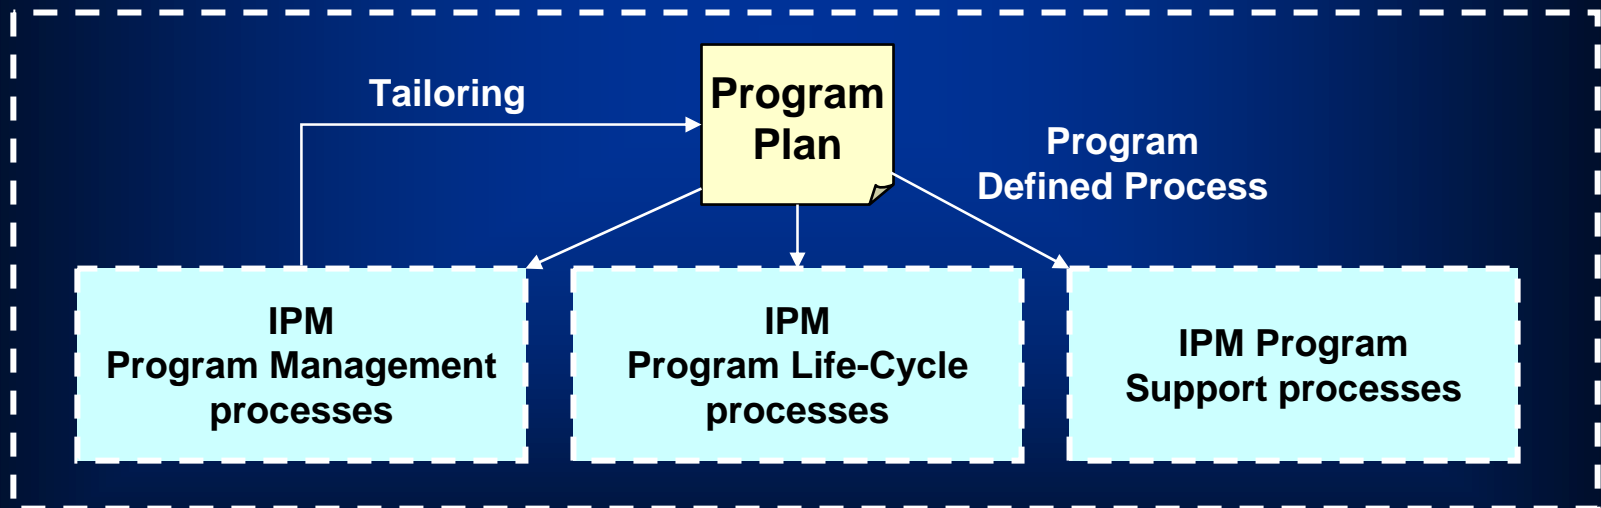 Tailoring
Program
Plan
Program
Defined Process
IPM
Program Management
processes
IPM
Program Life-Cycle
processes
IPM Program
Support processes